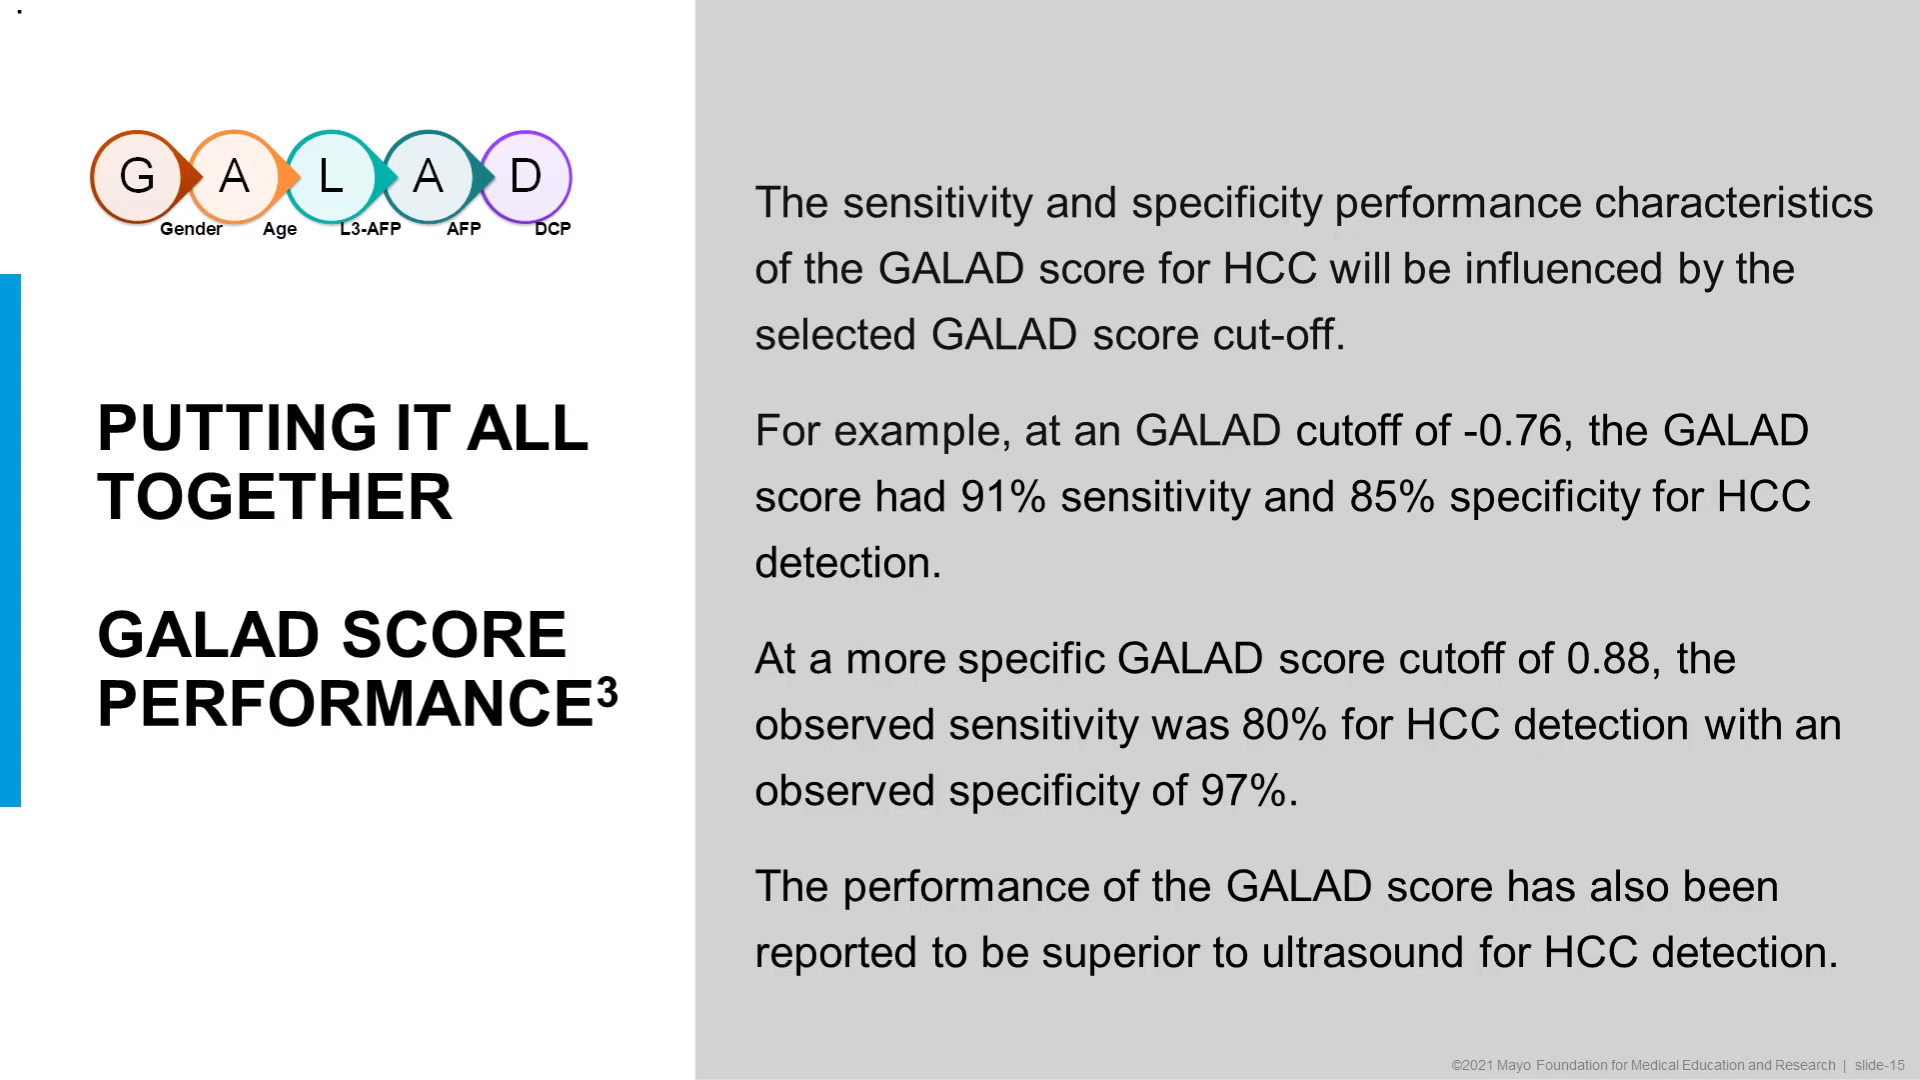 G A L A D
Gender Age L3-AFP AFP DCP
PUTTING IT ALL
TOGETHER
GALAD SCORE
PERFORMANCE³
The sensitivity and specificity performance characteristics
of the GALAD score for HCC will be influenced by the
selected GALAD score cut-off.
For example, at an GALAD cutoff of -0.76, the GALAD
score had 91% sensitivity and 85% specificity for HCC
detection.
At a more specific GALAD score cutoff of 0.88, the
observed sensitivity was 80% for HCC detection with an
observed specificity of 97%.
The performance of the GALAD score has also been
reported to be superior to ultrasound for HCC detection.
©2021 Mayo Foundation for Medical Education and Research | slide-15